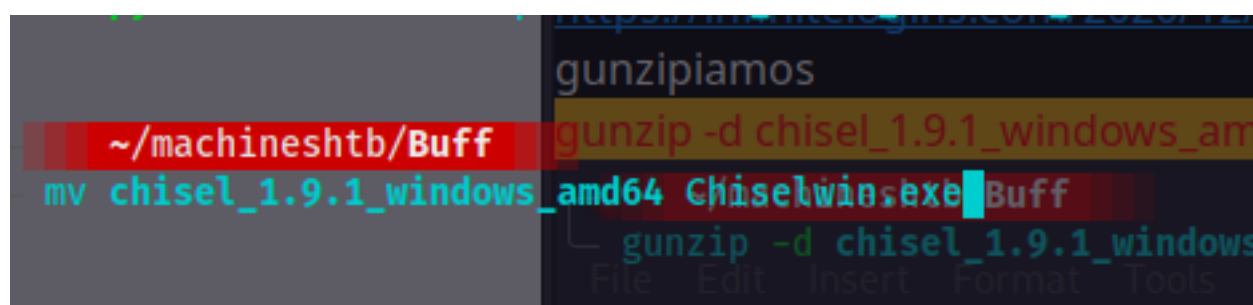 gunzipiamos
gunzip -d chisel_1.9.1_windows_am
~/machineshtb/Buff
mv chisel_1.9.1_windows_amd64 Chiselwin.exe
Buff
gunzip -d chisel_1.9.1_windows
File Edit Insert Format Tools